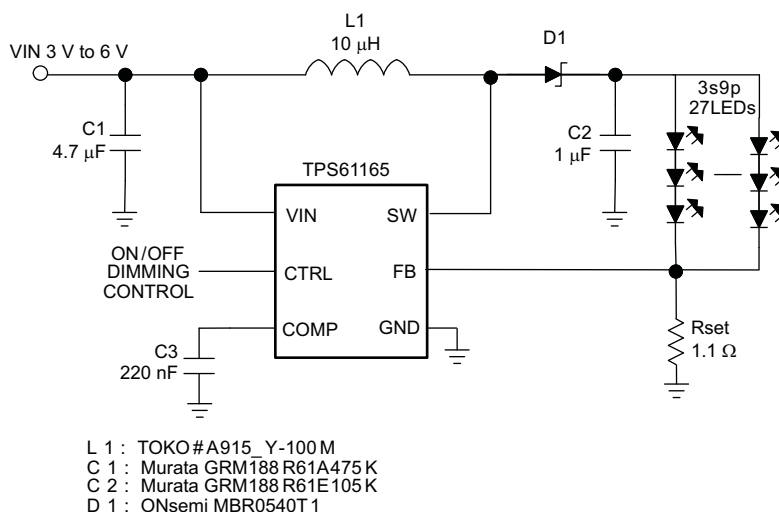 L1
10 µH
D1
VIN 3 V to 6 V
3s9p
27LEDs
C1
4.7 µF
C2
1 µF
TPS61165
VIN
SW
ON/OFF
DIMMING
CONTROL
CTRL
FB
COMP
GND
C3
220 nF
Rset
1.1 Ω
L 1 : TOKO#A915_Y-100M
C 1 : Murata GRM188R61A475K
C 2 : Murata GRM188R61E105K
D 1 : ONsemi MBR0540T1